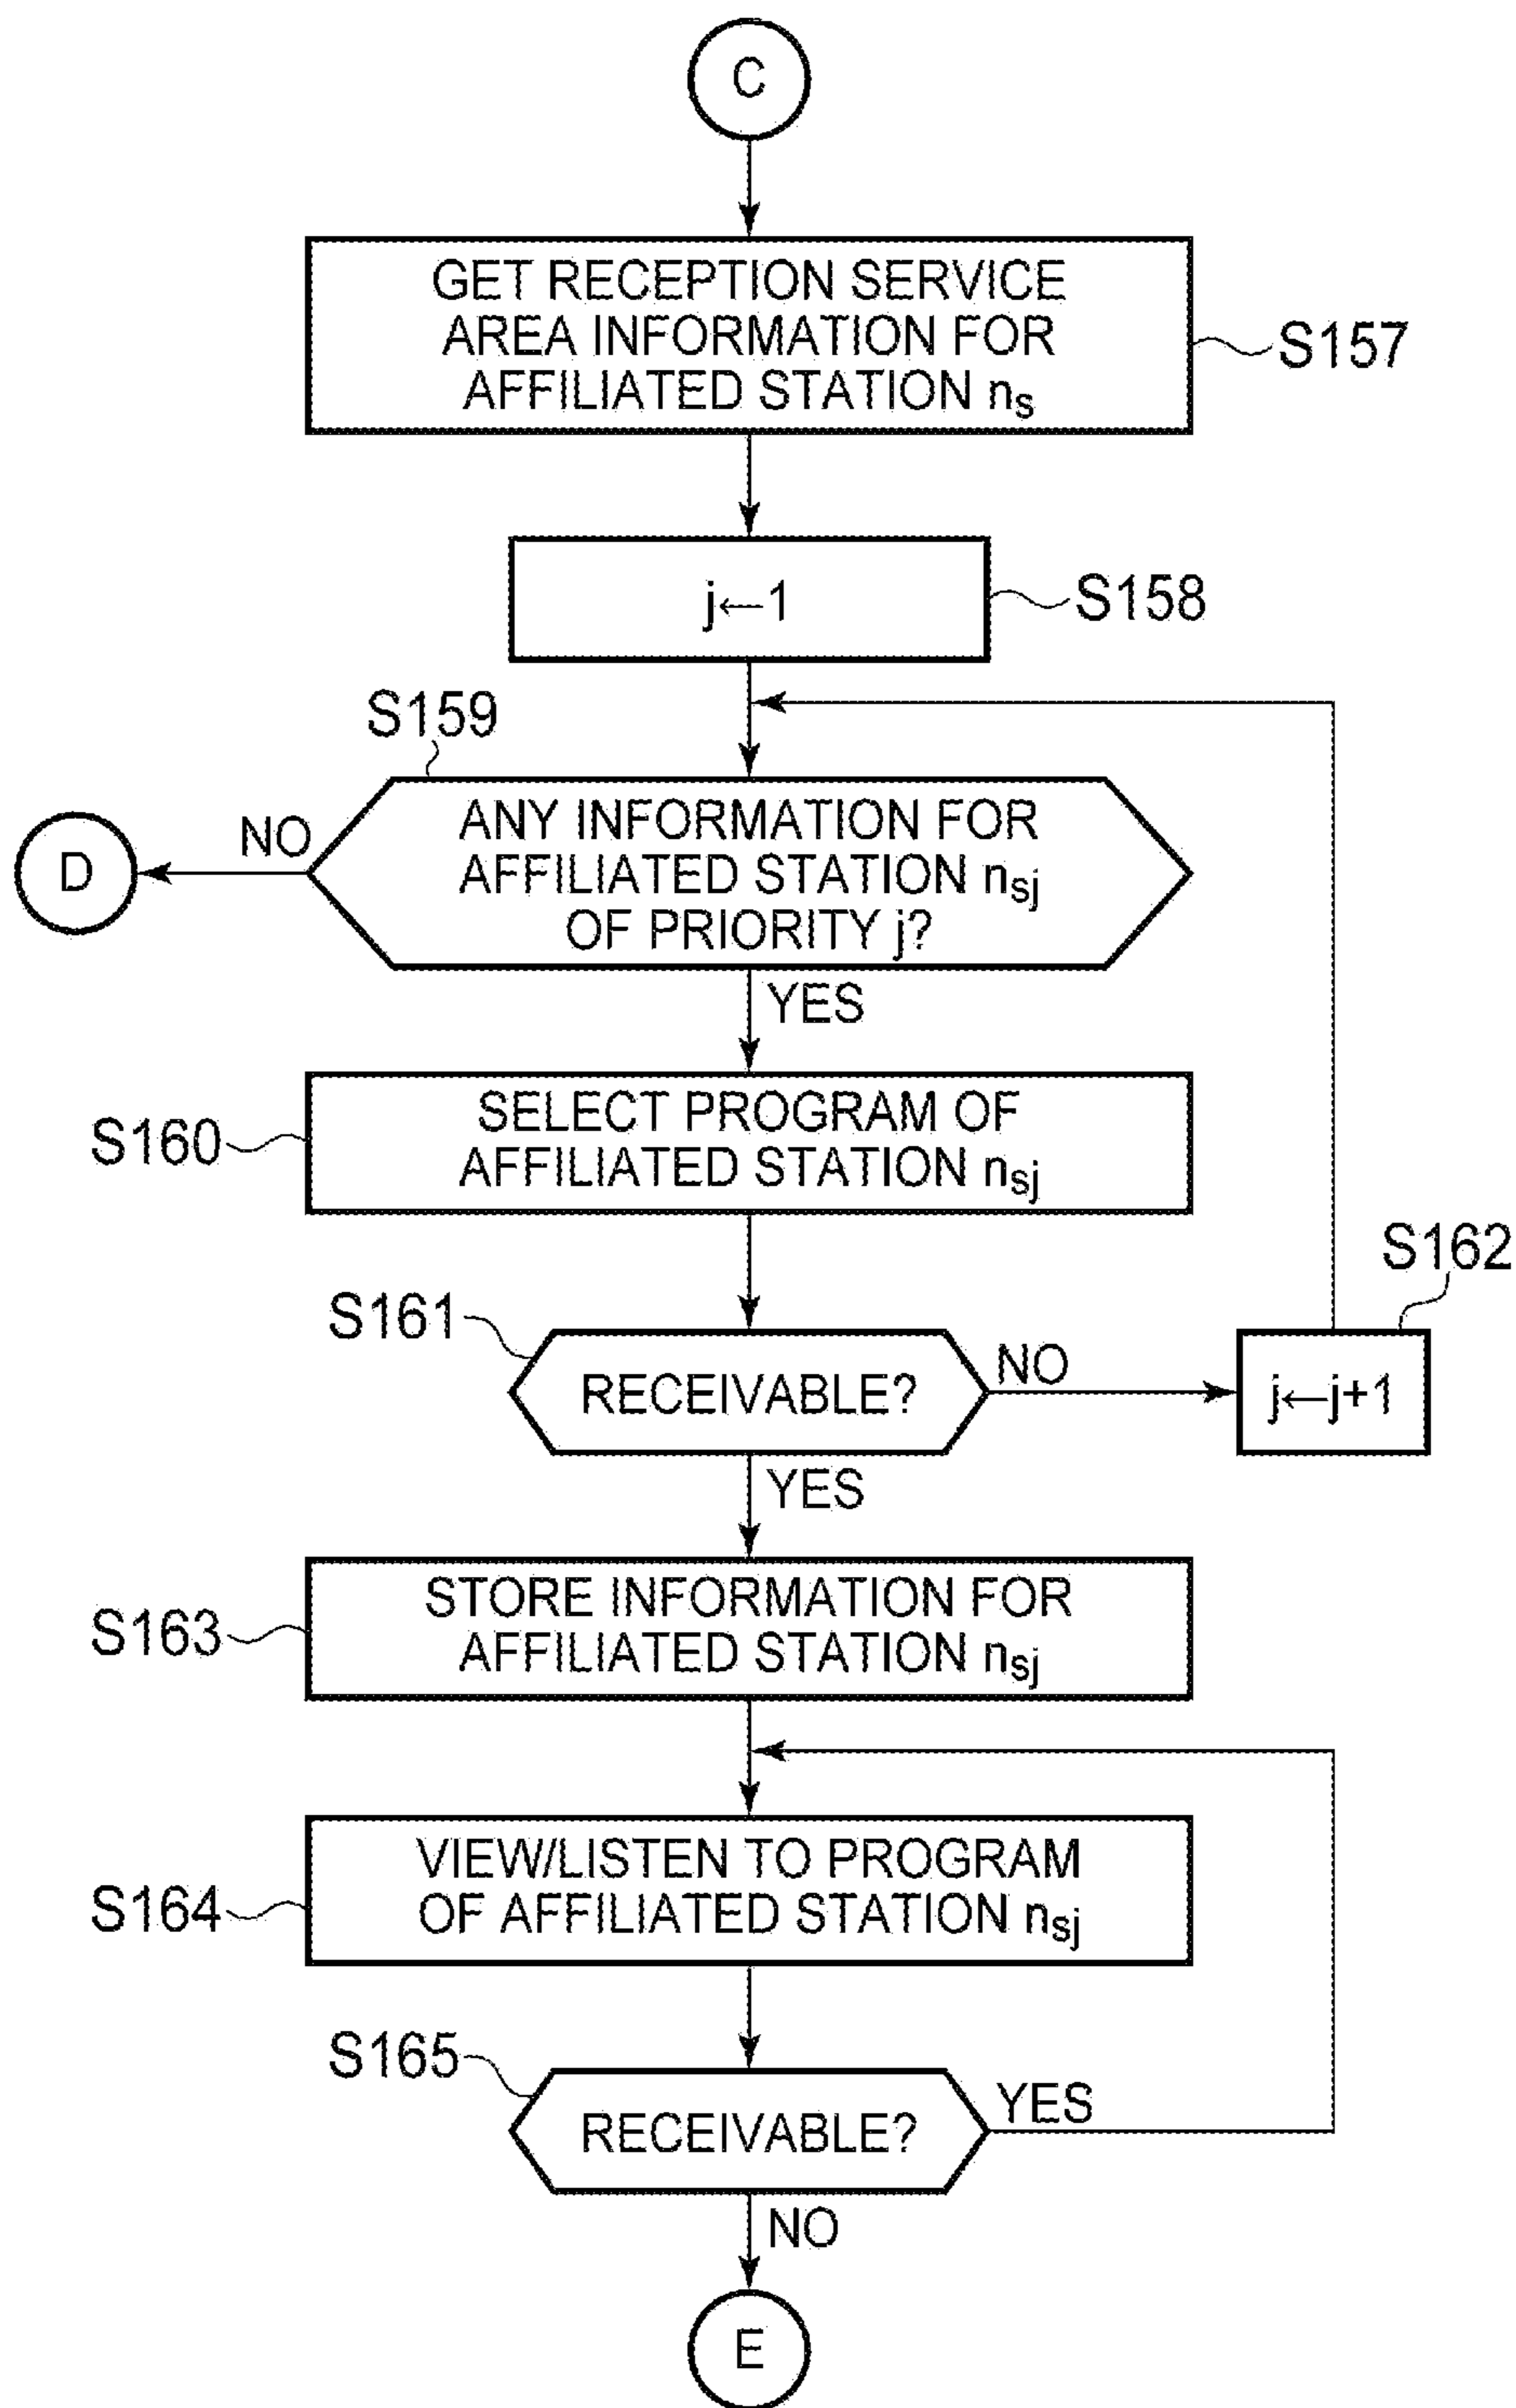 C
GET RECEPTION SERVICE
AREA INFORMATION FOR
AFFILIATED STATION ns
S157
j←1
S158
S159
ANY INFORMATION FOR
AFFILIATED STATION nsj
OF PRIORITY j?
NO
D
YES
SELECT PROGRAM OF
AFFILIATED STATION nsj
S160
S162
S161
RECEIVABLE?
NO
j←j+1
YES
STORE INFORMATION FOR
AFFILIATED STATION nsj
S163
VIEW/LISTEN TO PROGRAM
OF AFFILIATED STATION nsj
S164
S165
RECEIVABLE?
YES
NO
E